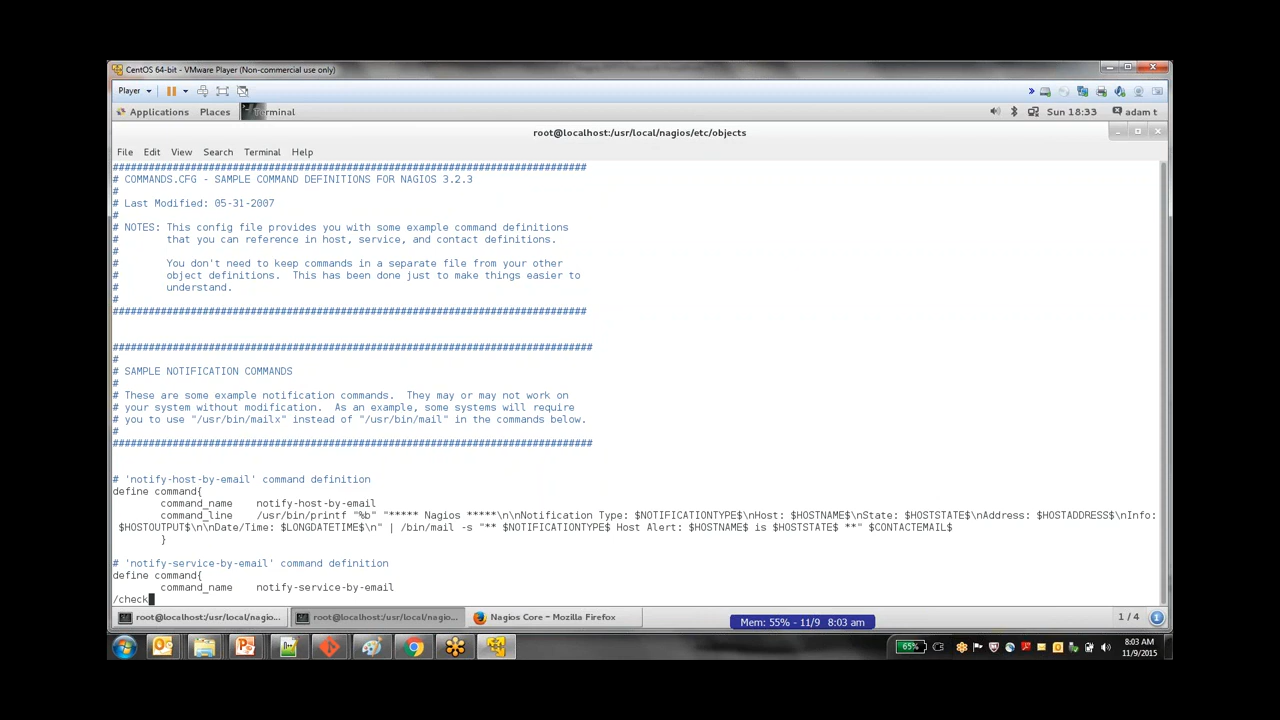 CentOS 64-bit - VMware Player (Non-commercial use only)
Player
Applications Places Terminal Sun 18:33 adam t
root@localhost:/usr/local/nagios/etc/objects
File Edit View Search Terminal Help
###############################################################################
# COMMANDS.CFG - SAMPLE COMMAND DEFINITIONS FOR NAGIOS 3.2.3
#
# Last Modified: 05-31-2007
#
# NOTES: This config file provides you with some example command definitions
#        that you can reference in host, service, and contact definitions.
#
#        You don't need to keep commands in a separate file from your other
#        object definitions.  This has been done just to make things easier to
#        understand.
#
###############################################################################
################################################################################
#
# SAMPLE NOTIFICATION COMMANDS
#
# These are some example notification commands.  They may or may not work on
# your system without modification.  As an example, some systems will require
# you to use "/usr/bin/mailx" instead of "/usr/bin/mail" in the commands below.
#
################################################################################
# 'notify-host-by-email' command definition
define command{
command_name    notify-host-by-email
command_line    /usr/bin/printf "%b" "***** Nagios *****\n\nNotification Type: $NOTIFICATIONTYPE$\nHost: $HOSTNAME$\nState: $HOSTSTATE$\nAddress: $HOSTADDRESS$\nInfo:
$HOSTOUTPUT$\n\nDate/Time: $LONGDATETIME$\n" | /bin/mail -s "** $NOTIFICATIONTYPE$ Host Alert: $HOSTNAME$ is $HOSTSTATE$ **" $CONTACTEMAIL$
}
# 'notify-service-by-email' command definition
define command{
command_name    notify-service-by-email
/check
root@localhost:/usr/local/nagio... root@localhost:/usr/local/nagio... Nagios Core - Mozilla Firefox 1 / 4
Mem: 55% - 11/9 8:03 am
65% 8:03 AM
11/9/2015